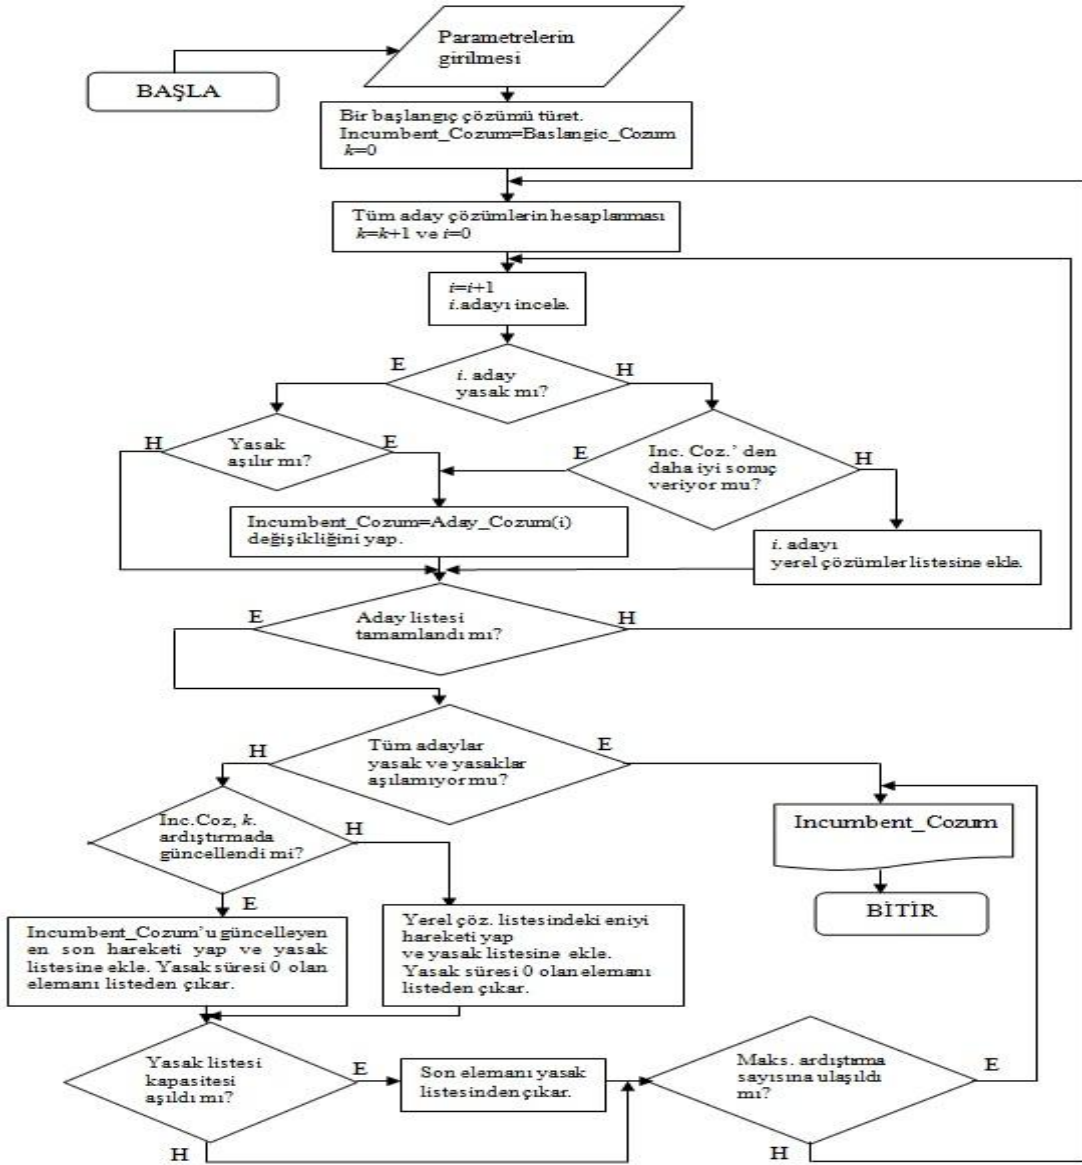 Parametrelerin
girilmesi
BAŞLA
Bir başlangıç çözümü türet.
Incumbent_Cozum=Baslangic_Cozum
k=0
Tüm aday çözümlerin hesaplanması
k=k+1 ve i=0
i=i+1
i.adayı incele.
E
i. aday
yasak mı?
H
H
Yasak
aşılır mı?
E
E
Inc. Coz.' den
daha iyi sonuç
veriyor mu?
H
Incumbent_Cozum=Aday_Cozum(i)
değişikliğini yap.
i. adayı
yerel çözümler listesine ekle.
E
Aday listesi
tamamlandı mı?
H
H
Tüm adaylar
yasak ve yasaklar
aşılamıyor mu?
E
Inc.Coz, k.
ardıştırmada
güncellendi mi?
H
E
Incumbent_Cozum
BİTİR
Incumbent_Cozum'u güncelleyen
en son hareketi yap ve yasak
listesine ekle. Yasak süresi 0 olan
elemanı listeden çıkar.
Yerel çöz. listesindeki eniyi
hareketi yap
ve yasak listesine ekle.
Yasak süresi 0 olan elemanı
listeden çıkar.
Yasak listesi
kapasitesi
aşıldı mı?
E
H
Son elemanı yasak
listesinden çıkar.
Maks. ardıştırma
sayısına ulaşıldı
mı?
E
H